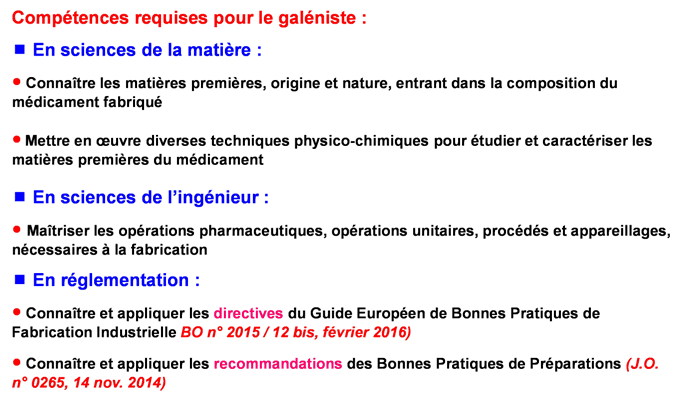 Compétences requises pour le galéniste :
■ En sciences de la matière :
• Connaître les matières premières, origine et nature, entrant dans la composition du
médicament fabriqué
• Mettre en œuvre diverses techniques physico-chimiques pour étudier et caractériser les
matières premières du médicament
■ En sciences de l’ingénieur :
• Maîtriser les opérations pharmaceutiques, opérations unitaires, procédés et appareillages,
nécessaires à la fabrication
■ En réglementation :
• Connaître et appliquer les directives du Guide Européen de Bonnes Pratiques de
Fabrication Industrielle BO n° 2015 / 12 bis, février 2016)
• Connaître et appliquer les recommandations des Bonnes Pratiques de Préparations (J.O.
n° 0265, 14 nov. 2014)